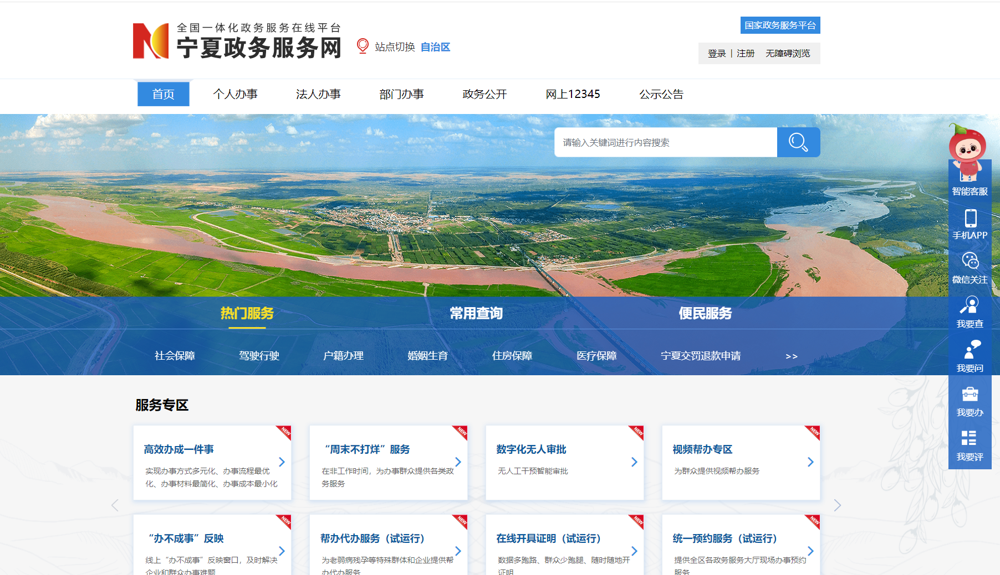 全国一体化政务服务在线平台
宁夏政务服务网
站点切换 自治区
国家政务服务平台
登录 | 注册 无障碍浏览
首页 个人办事 法人办事 部门办事 政务公开 网上12345 公示公告
请输入关键词进行内容搜索
智能客服
手机APP
微信关注
我要查
我要问
我要办
我要评
热门服务 常用查询 便民服务
社会保障 驾驶行驶 户籍办理 婚姻生育 住房保障 医疗保障 宁夏交罚退款申请 >>
服务专区
NEW
高效办成一件事
实现办事方式多元化、办事流程最优
化、办事材料最简化、办事成本最小化
NEW
“周末不打烊”服务
在非工作时间，为办事群众提供各类政
务服务
NEW
数字化无人审批
无人工干预智能审批
NEW
视频帮办专区
为群众提供视频帮办服务
NEW
“办不成事”反映
线上“办不成事”反映窗口，及时解决
企业和群众办事难题
NEW
帮办代办服务（试运行）
为老弱病残孕等特殊群体和企业提供帮
办代办服务
NEW
在线开具证明（试运行）
数据多跑路、群众少跑腿、随时随地开
证明
NEW
统一预约服务（试运行）
提供全区各政务服务大厅现场办事预约
服务